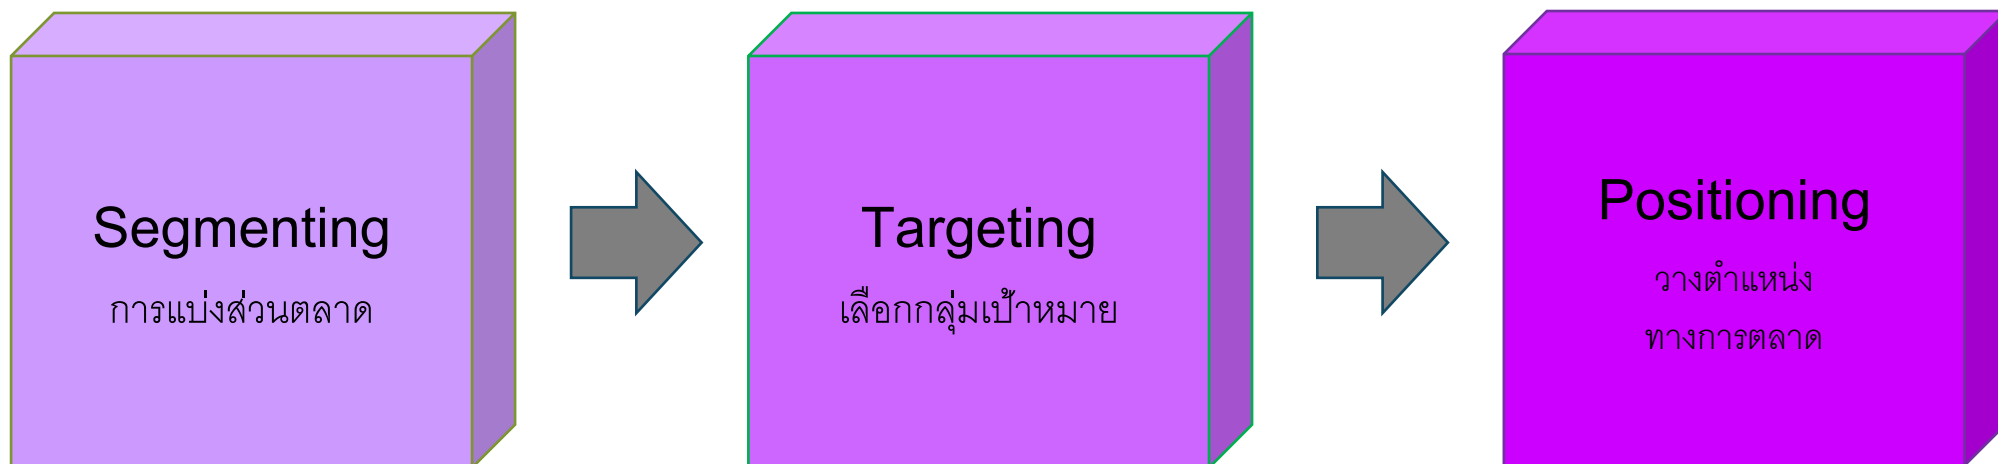 Segmenting
การแบ่งส่วนตลาด
Targeting
เลือกกลุ่มเป้าหมาย
Positioning
วางตำแหน่ง
ทางการตลาด